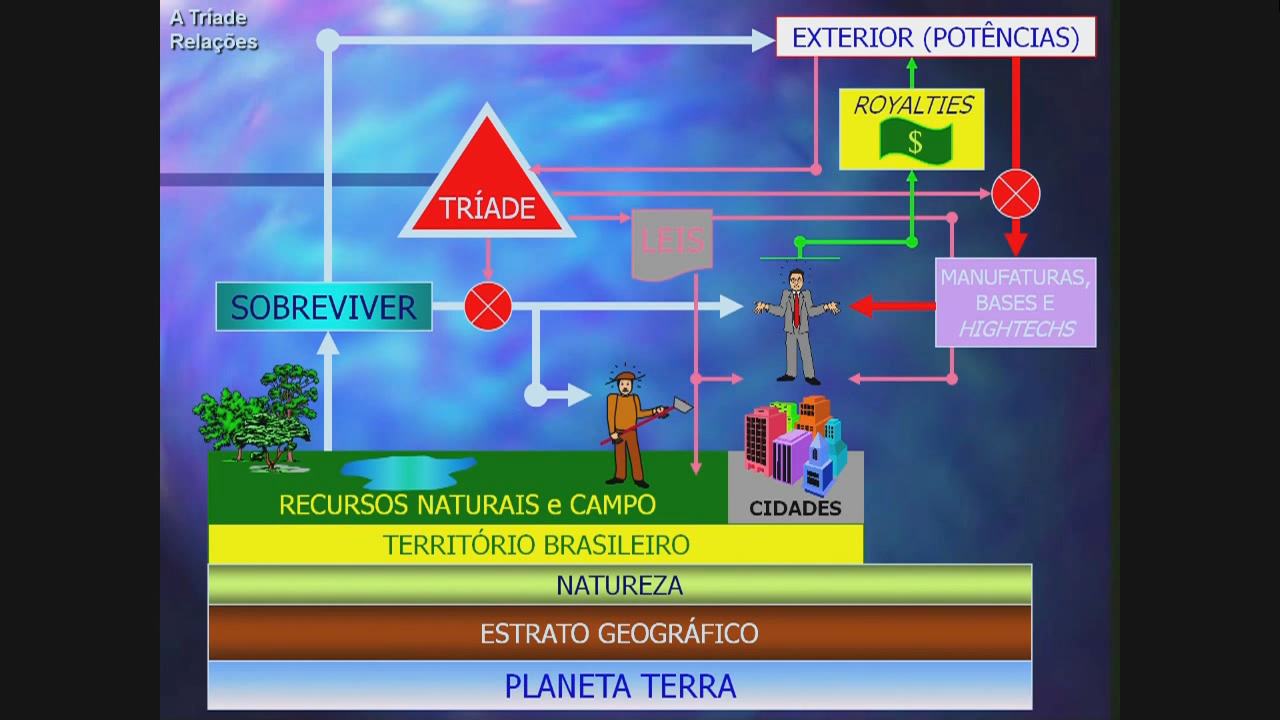 A Tríade
Relações
EXTERIOR (POTÊNCIAS)
ROYALTIES
$
TRÍADE
LEIS
SOBREVIVER
MANUFATURAS,
BASES E
HIGHTECHS
RECURSOS NATURAIS e CAMPO
CIDADES
TERRITÓRIO BRASILEIRO
NATUREZA
ESTRATO GEOGRÁFICO
PLANETA TERRA